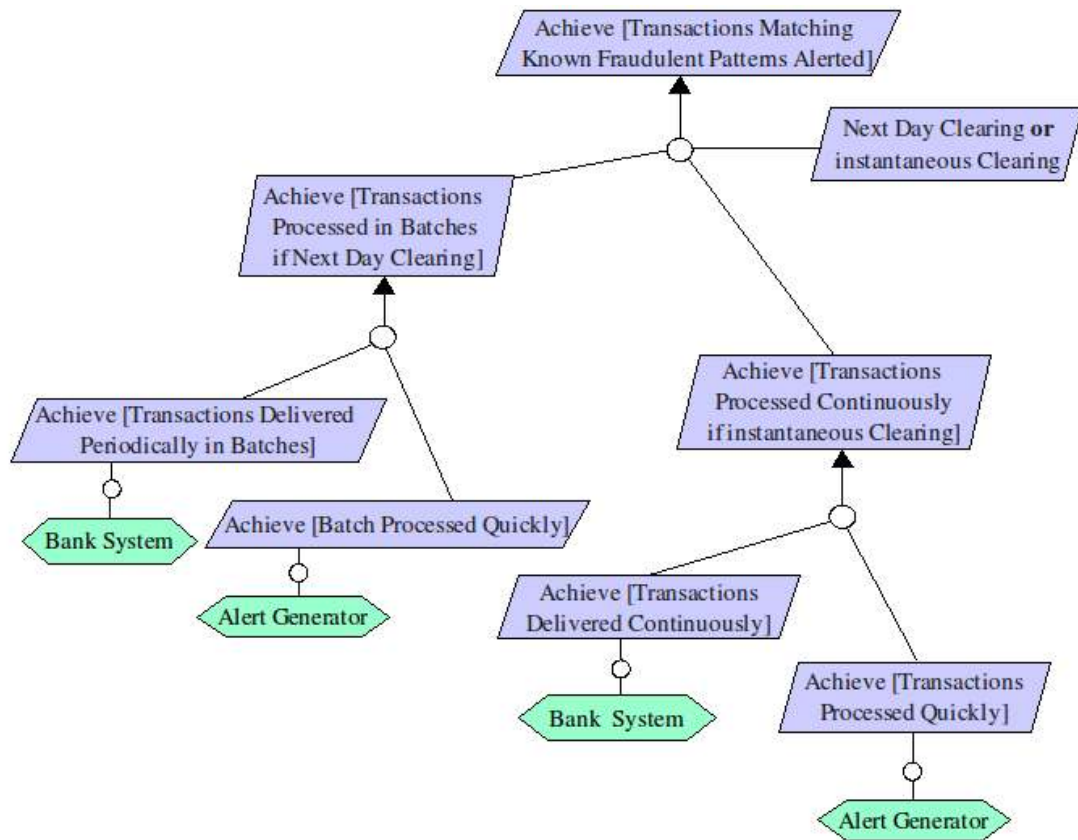 Achieve [Transactions Matching
Known Fraudulent Patterns Alerted]
Next Day Clearing or
instantaneous Clearing
Achieve [Transactions
Processed in Batches
if Next Day Clearing]
Achieve [Transactions
Processed Continuously
if instantaneous Clearing]
Achieve [Transactions Delivered
Periodically in Batches]
Bank System
Achieve [Batch Processed Quickly]
Alert Generator
Achieve [Transactions
Delivered Continuously]
Bank System
Achieve [Transactions
Processed Quickly]
Alert Generator